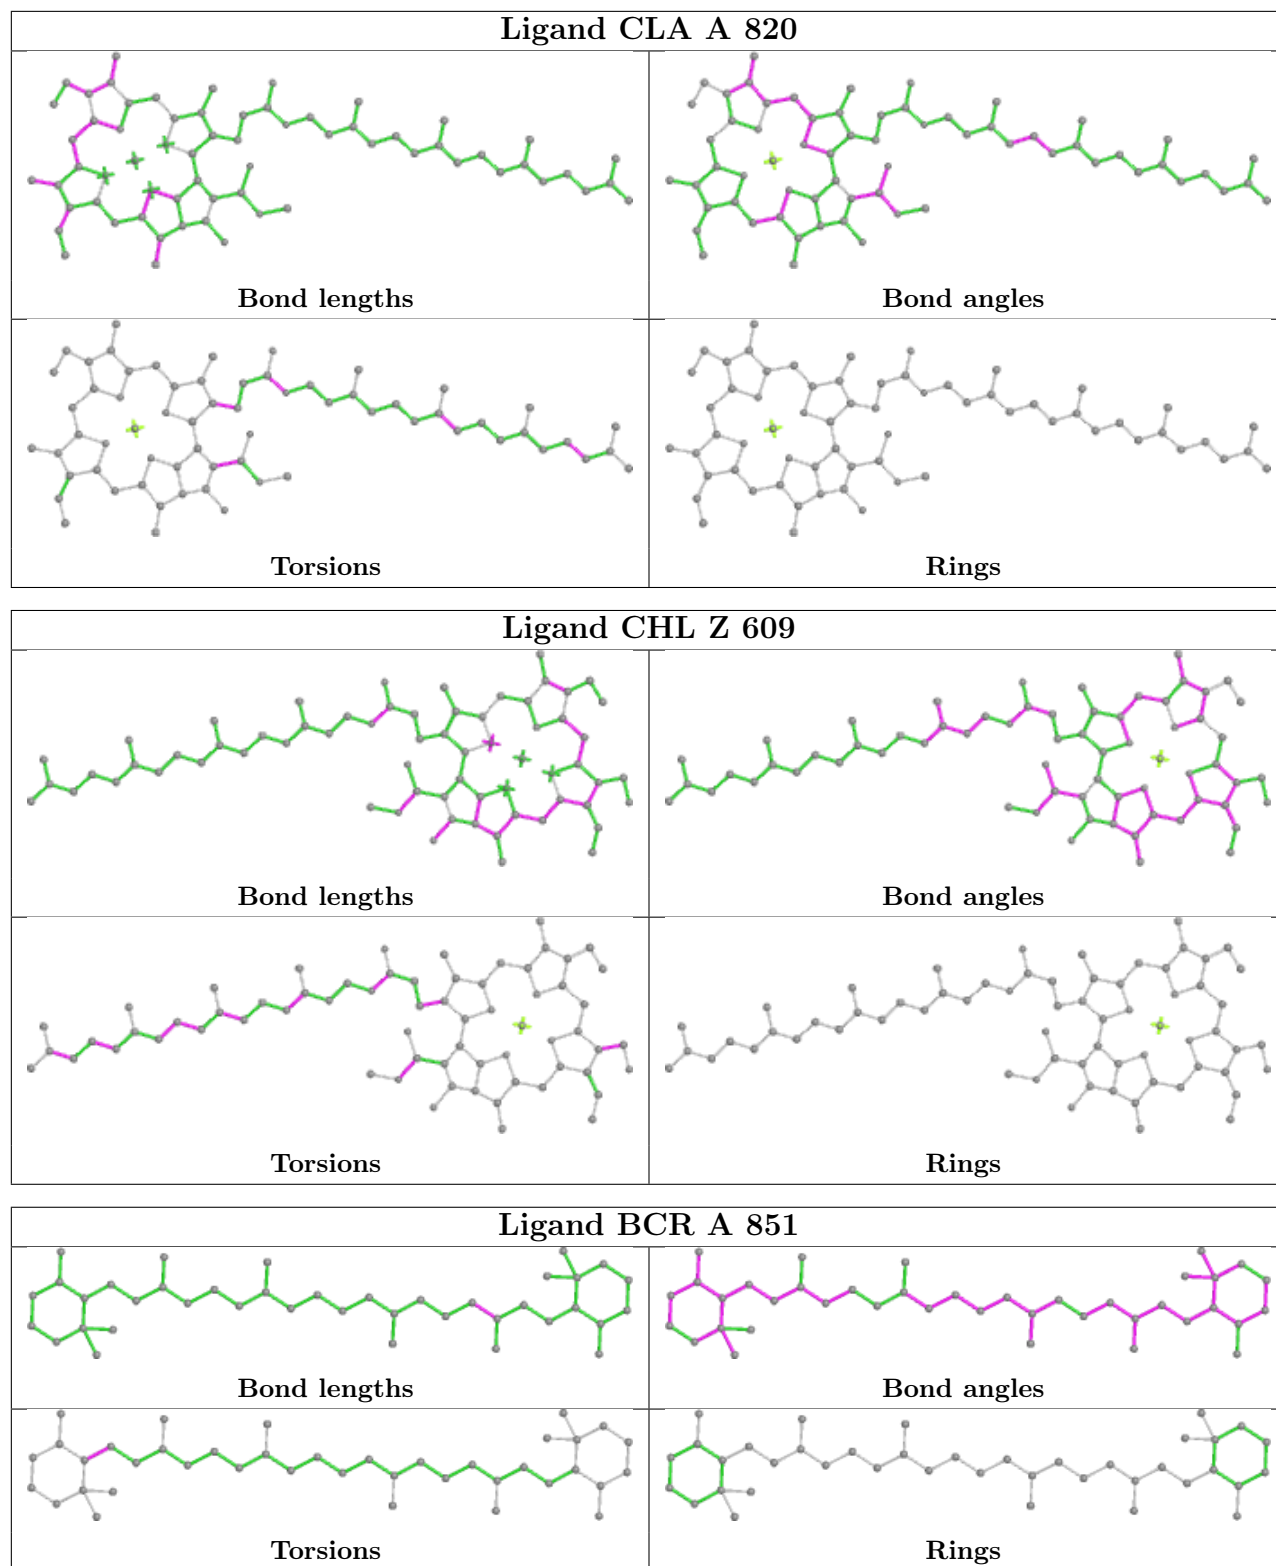 Ligand CLA A 820
Bond lengths
Bond angles
Torsions
Rings
Ligand CHL Z 609
Bond lengths
Bond angles
Torsions
Rings
Ligand BCR A 851
Bond lengths
Bond angles
Torsions
Rings